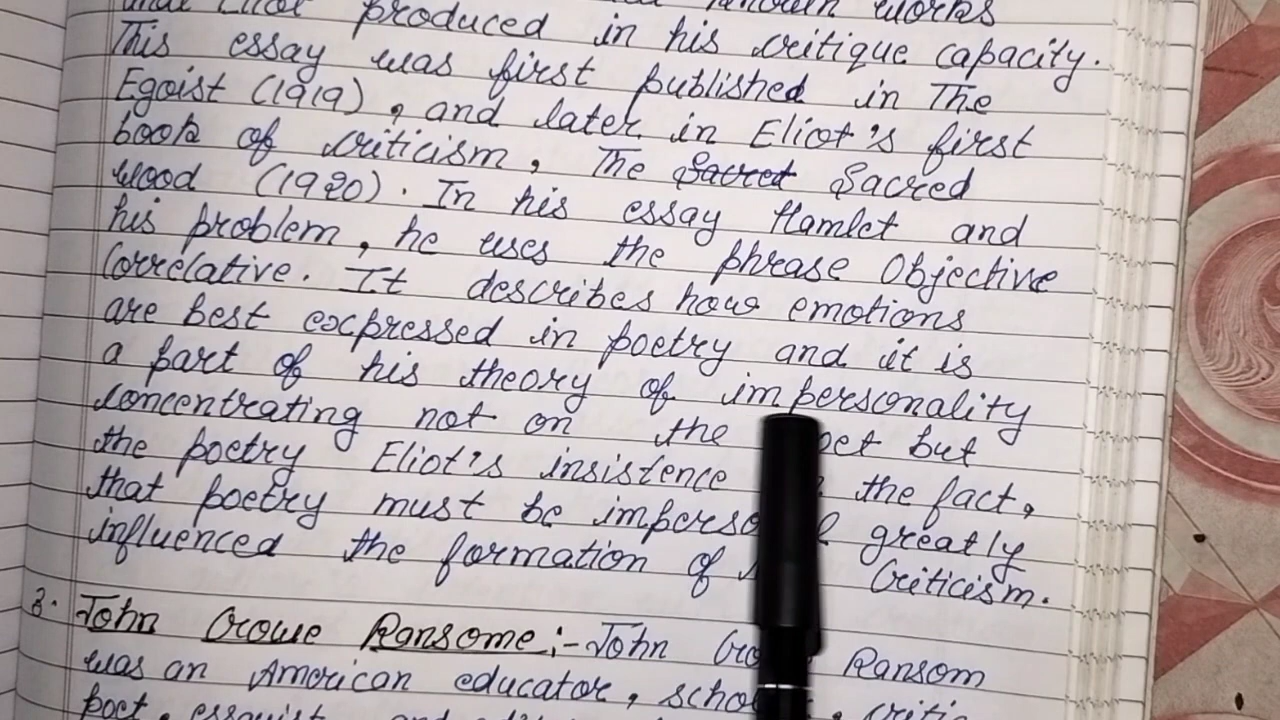 produced in his critique capacity.
This essay was first published in The
Egoist (1919), and later in Eliot's first
book of criticism, The Sacred Sacred
wood (1920). In his essay Hamlet and
his problem, he uses the phrase Objective
Correlative. It describes how emotions
are best expressed in poetry and it is
a part of his theory of impersonality
concentrating not on the but
the poetry Eliot's insistence the fact,
that poetry must be greatly
influenced the formation of Criticism.
3. John Crowe Ransome :- John Ransom
was an American educator,
poet,